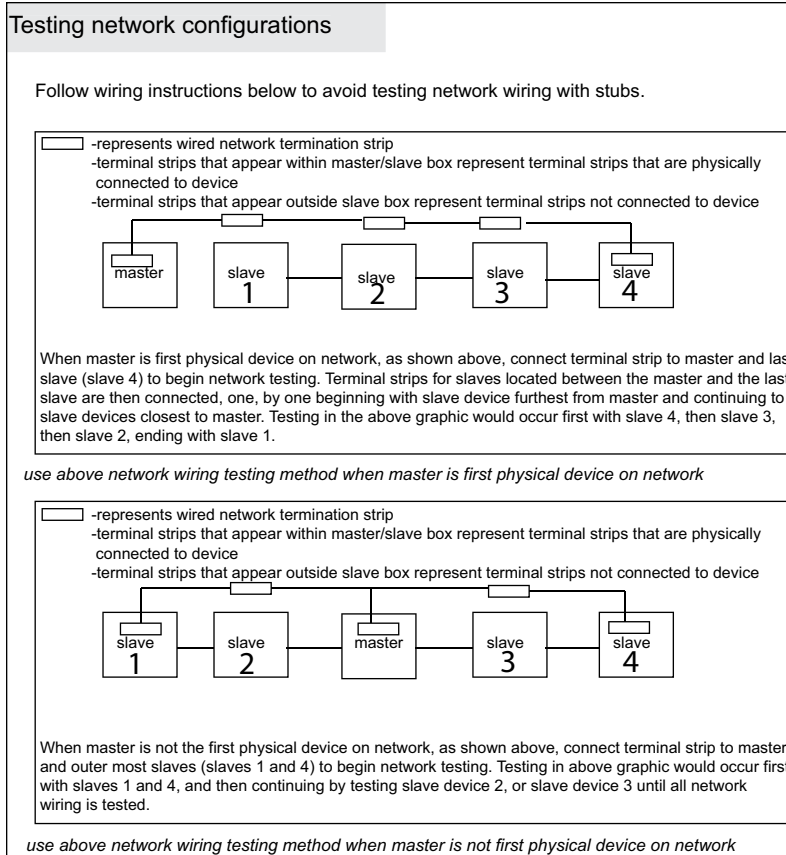 Testing network configurations
Follow wiring instructions below to avoid testing network wiring with stubs.
-represents wired network termination strip
-terminal strips that appear within master/slave box represent terminal strips that are physically
connected to device
-terminal strips that appear outside slave box represent terminal strips not connected to device
master
slave
1
slave
2
slave
3
slave
4
When master is first physical device on network, as shown above, connect terminal strip to master and las
slave (slave 4) to begin network testing. Terminal strips for slaves located between the master and the last
slave are then connected, one, by one beginning with slave device furthest from master and continuing to
slave devices closest to master. Testing in the above graphic would occur first with slave 4, then slave 3,
then slave 2, ending with slave 1.
use above network wiring testing method when master is first physical device on network
-represents wired network termination strip
-terminal strips that appear within master/slave box represent terminal strips that are physically
connected to device
-terminal strips that appear outside slave box represent terminal strips not connected to device
slave
1
slave
2
master
slave
3
slave
4
When master is not the first physical device on network, as shown above, connect terminal strip to master
and outer most slaves (slaves 1 and 4) to begin network testing. Testing in above graphic would occur first
with slaves 1 and 4, and then continuing by testing slave device 2, or slave device 3 until all network
wiring is tested.
use above network wiring testing method when master is not first physical device on network